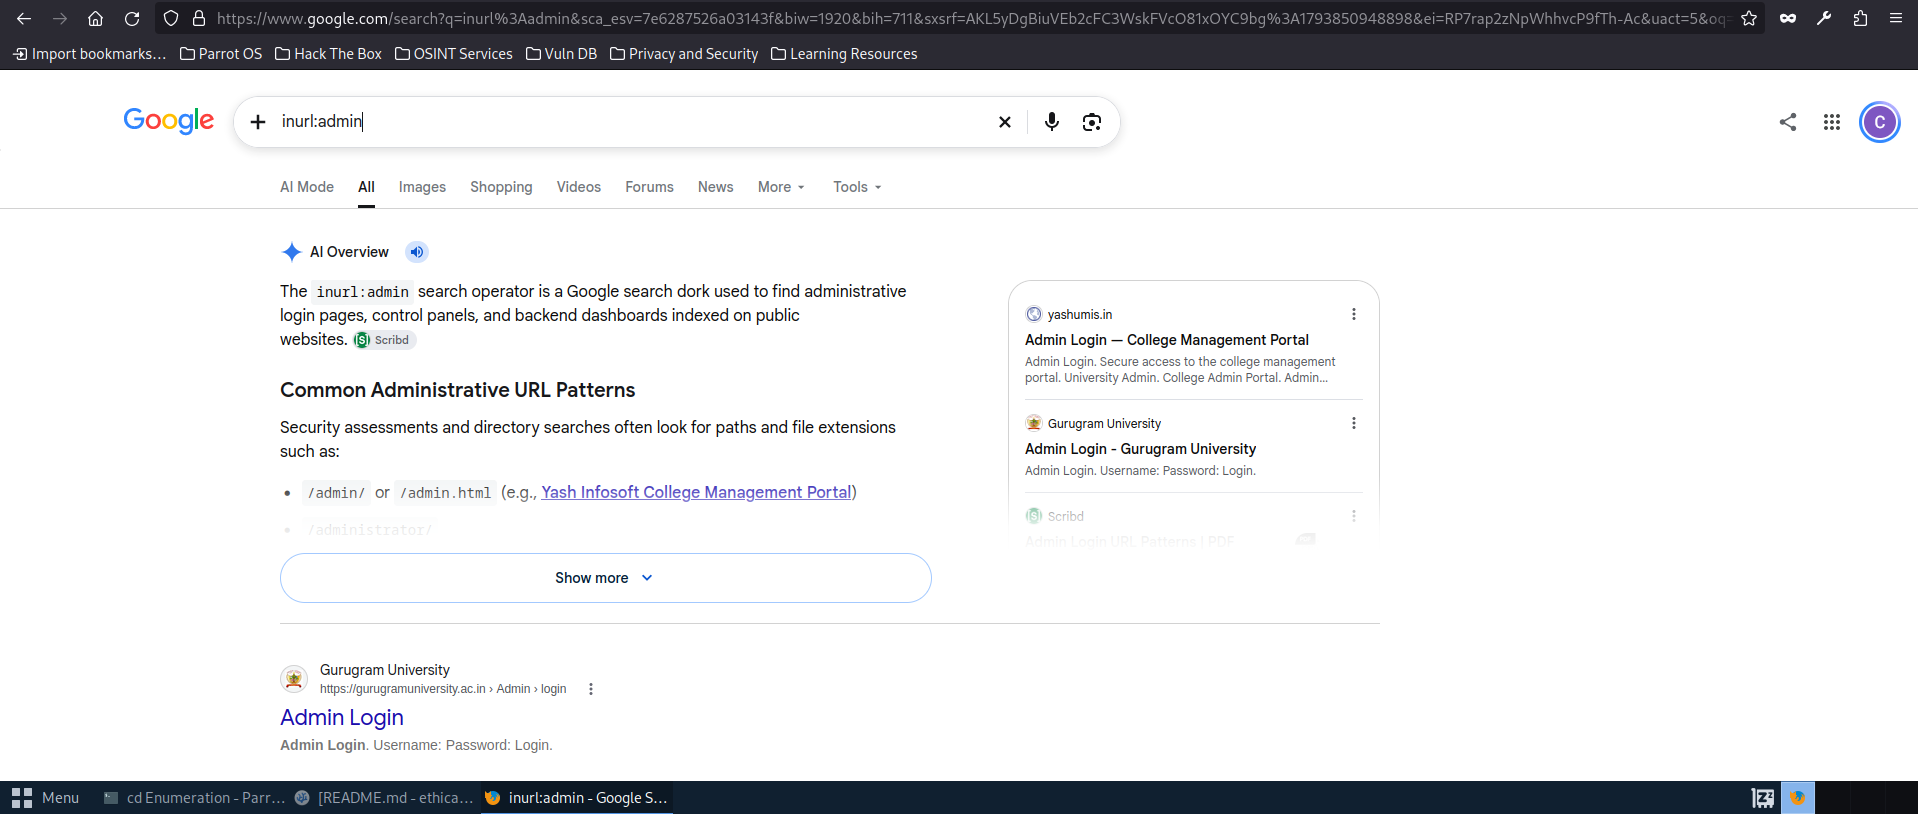 https://www.google.com/search?q=inurl%3Aadmin&sca_esv=7e6287526a03143f&biw=1920&bih=711&sxsrf=AKL5yDgBiuVEb2cFC3WskFVcO81xOYC9bg%3A1793850948898&ei=RP7rap2zNpWhhvcP9fTh-Ac&uact=5&oq=
Import bookmarks… Parrot OS Hack The Box OSINT Services Vuln DB Privacy and Security Learning Resources
Google inurl:admin C
AI Mode All Images Shopping Videos Forums News More Tools
AI Overview
The inurl:admin search operator is a Google search dork used to find administrative
login pages, control panels, and backend dashboards indexed on public
websites. Scribd
Common Administrative URL Patterns
Security assessments and directory searches often look for paths and file extensions
such as:
• /admin/ or /admin.html (e.g., Yash Infosoft College Management Portal)
• /administrator/
Show more
yashumis.in
Admin Login — College Management Portal
Admin Login. Secure access to the college management
portal. University Admin. College Admin Portal. Admin...
Gurugram University
Admin Login - Gurugram University
Admin Login. Username: Password: Login.
Scribd
Admin Login URL Patterns | PDF
Gurugram University
https://gurugramuniversity.ac.in › Admin › login
Admin Login
Admin Login. Username: Password: Login.
Menu cd Enumeration - Parr... [README.md - ethica... inurl:admin - Google S...